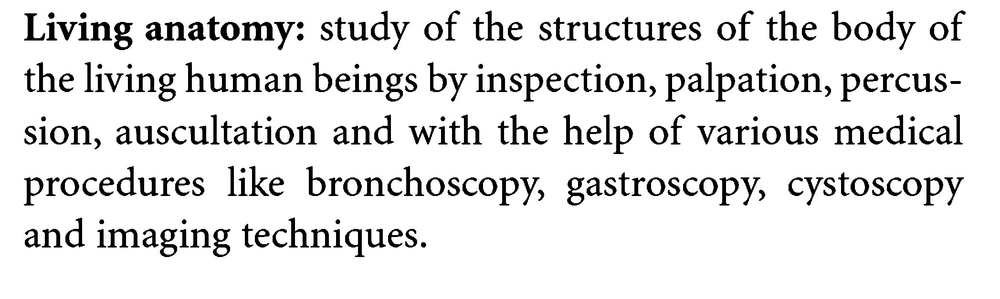 Living anatomy: study of the structures of the body of
the living human beings by inspection, palpation, percus-
sion, auscultation and with the help of various medical
procedures like bronchoscopy, gastroscopy, cystoscopy
and imaging techniques.